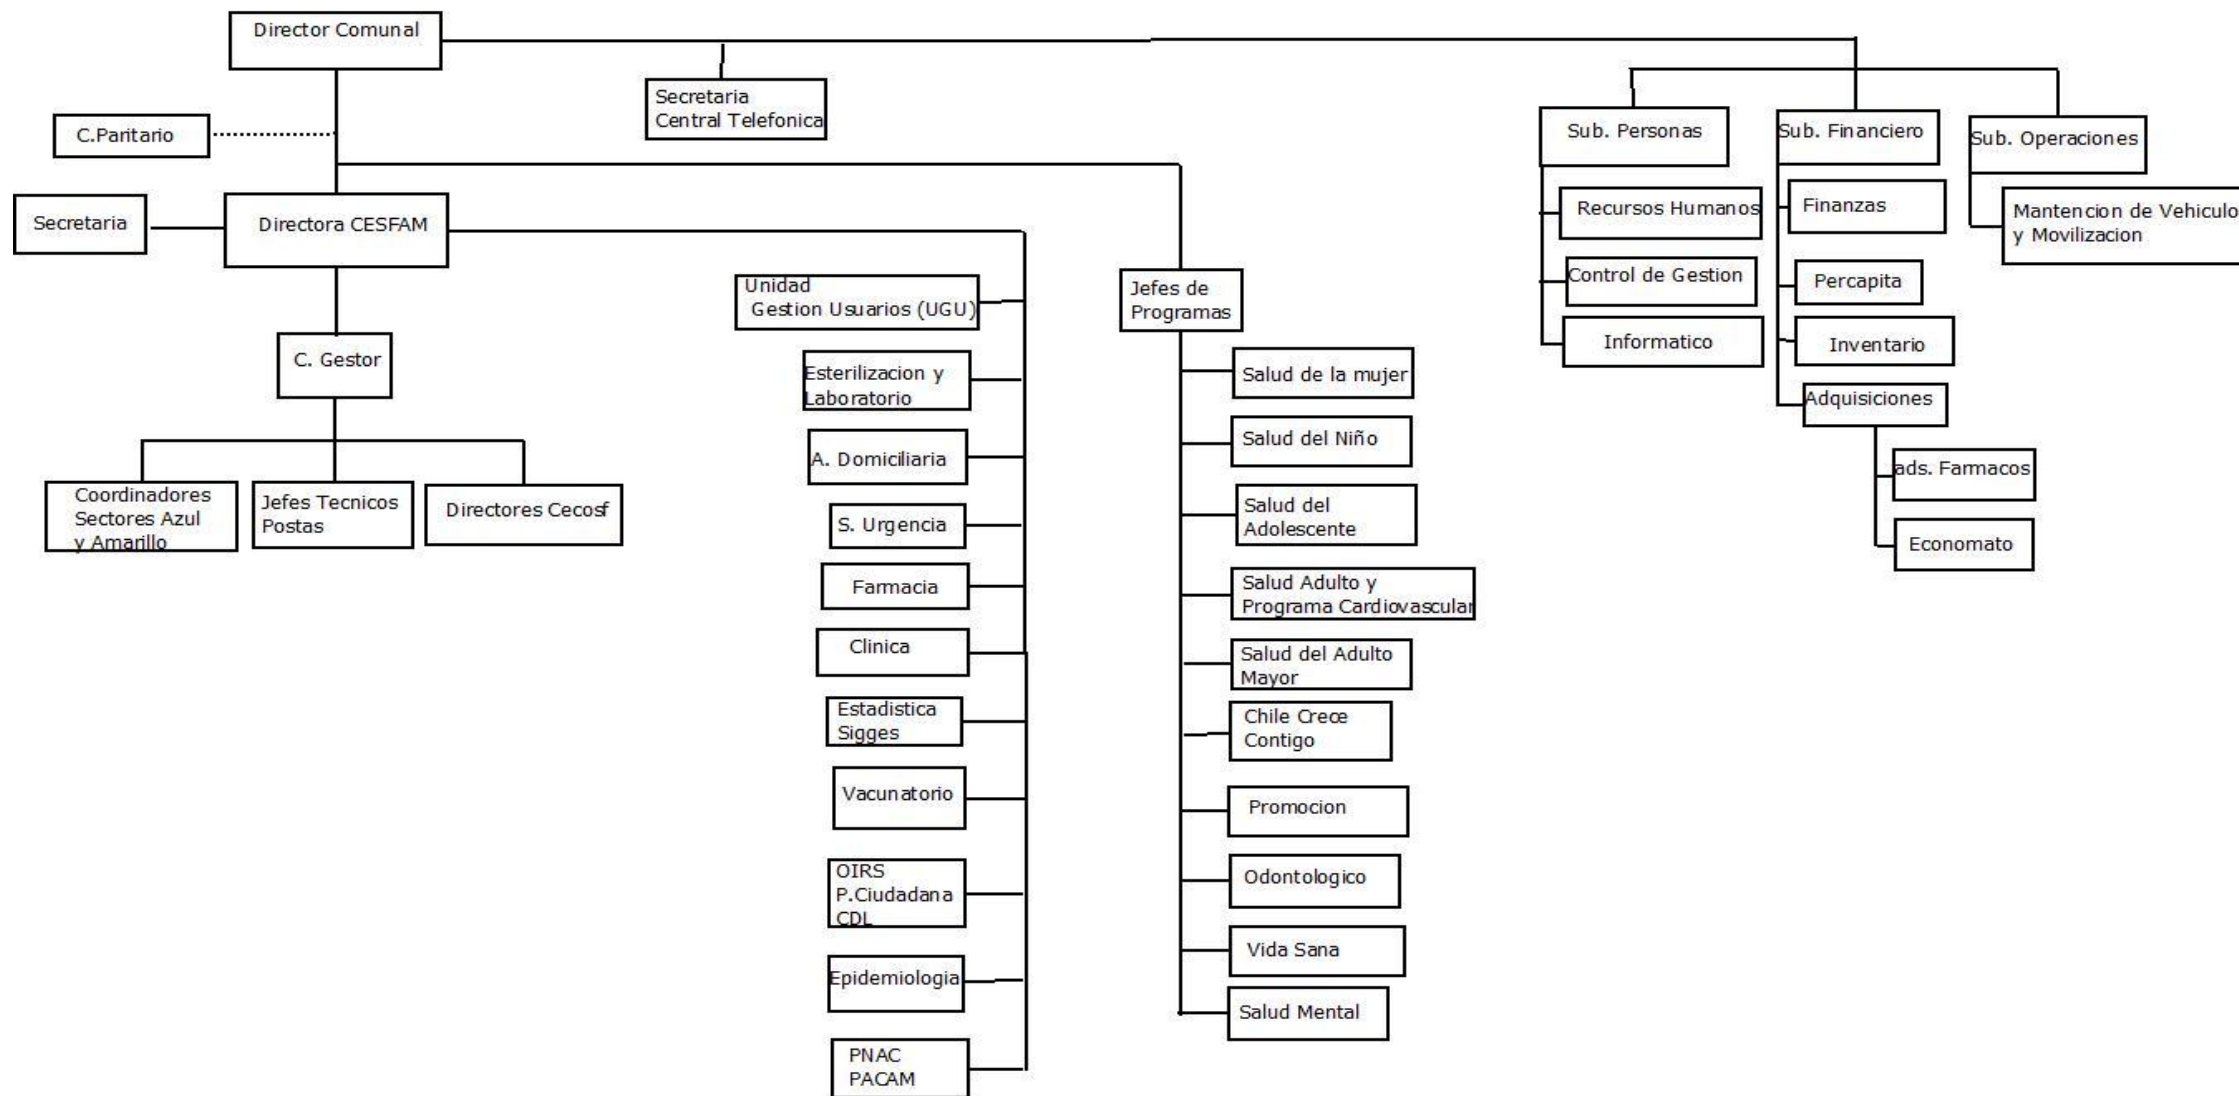 Director Comunal
Secretaria
Central Telefonica
C.Paritario
Secretaria
Directora CESFAM
C. Gestor
Coordinadores
Sectores Azul
y Amarillo
Jefes Tecnicos
Postas
Directores Cecosf
Unidad
Gestion Usuarios (UGU)
Esterilizacion y
Laboratorio
A. Domiciliaria
S. Urgencia
Farmacia
Clinica
Estadistica
Sigges
Vacunatorio
OIRS
P.Ciudadana
CDL
Epidemiologia
PNAC
PACAM
Jefes de
Programas
Salud de la mujer
Salud del Niño
Salud del
Adolescente
Salud Adulto y
Programa Cardiovascular
Salud del Adulto
Mayor
Chile Crece
Contigo
Promocion
Odontologico
Vida Sana
Salud Mental
Sub. Personas
Recursos Humanos
Control de Gestion
Informatico
Sub. Financiero
Finanzas
Percapita
Inventario
Adquisiciones
ads. Farmacos
Economato
Sub. Operaciones
Mantencion de Vehiculo
y Movilizacion